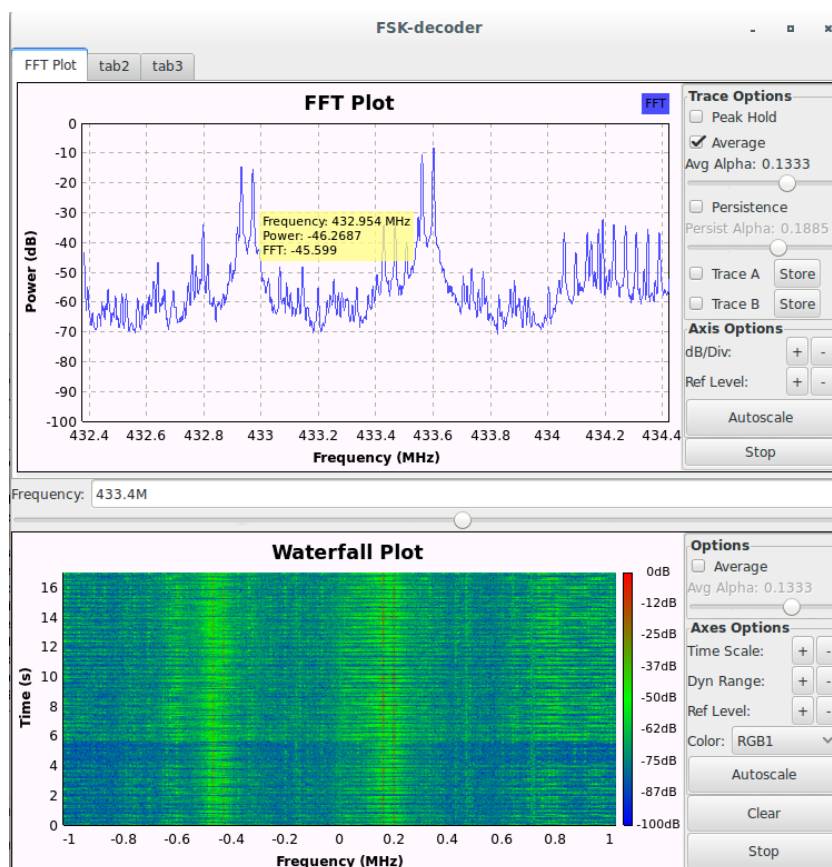 FSK-decoder
FFT Plot tab2 tab3
FFT Plot
FFT
0
-10
-20
-30
-40
-50
-60
-70
-80
-90
-100
Power (dB)
Frequency: 432.954 MHz
Power: -46.2687
FFT: -45.599
432.4 432.6 432.8 433 433.2 433.4 433.6 433.8 434 434.2 434.4
Frequency (MHz)
Trace Options
Peak Hold
Average
Avg Alpha: 0.1333
Persistence
Persist Alpha: 0.1885
Trace A Store
Trace B Store
Axis Options
dB/Div: + -
Ref Level: + -
Autoscale
Stop
Frequency: 433.4M
Waterfall Plot
16
14
12
10
8
6
4
2
0
Time (s)
-1 -0.8 -0.6 -0.4 -0.2 0 0.2 0.4 0.6 0.8 1
Frequency (MHz)
0dB
-12dB
-25dB
-37dB
-50dB
-62dB
-75dB
-87dB
-100dB
Options
Average
Avg Alpha: 0.1333
Axes Options
Time Scale: + -
Dyn Range: + -
Ref Level: + -
Color: RGB1
Autoscale
Clear
Stop